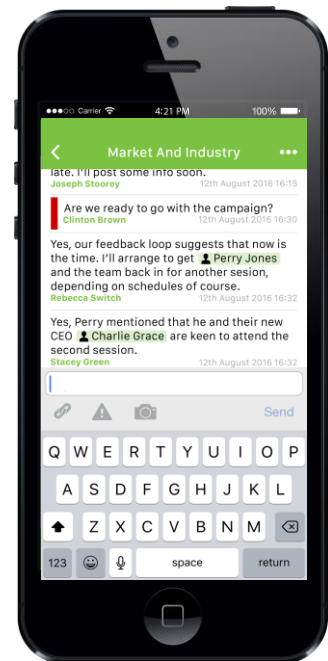 Carrier 4:21 PM 100%
Market And Industry
late. I'll post some info soon.
Joseph Stoorey 12th August 2016 16:15
Are we ready to go with the campaign?
Clinton Brown 12th August 2016 16:30
Yes, our feedback loop suggests that now is
the time. I'll arrange to get Perry Jones
and the team back in for another sesion,
depending on schedules of course.
Rebecca Switch 12th August 2016 16:32
Yes, Perry mentioned that he and their new
CEO Charlie Grace are keen to attend the
second session.
Stacey Green 12th August 2016 16:32
Send
Q W E R T Y U I O P
A S D F G H J K L
Z X C V B N M
123 space return